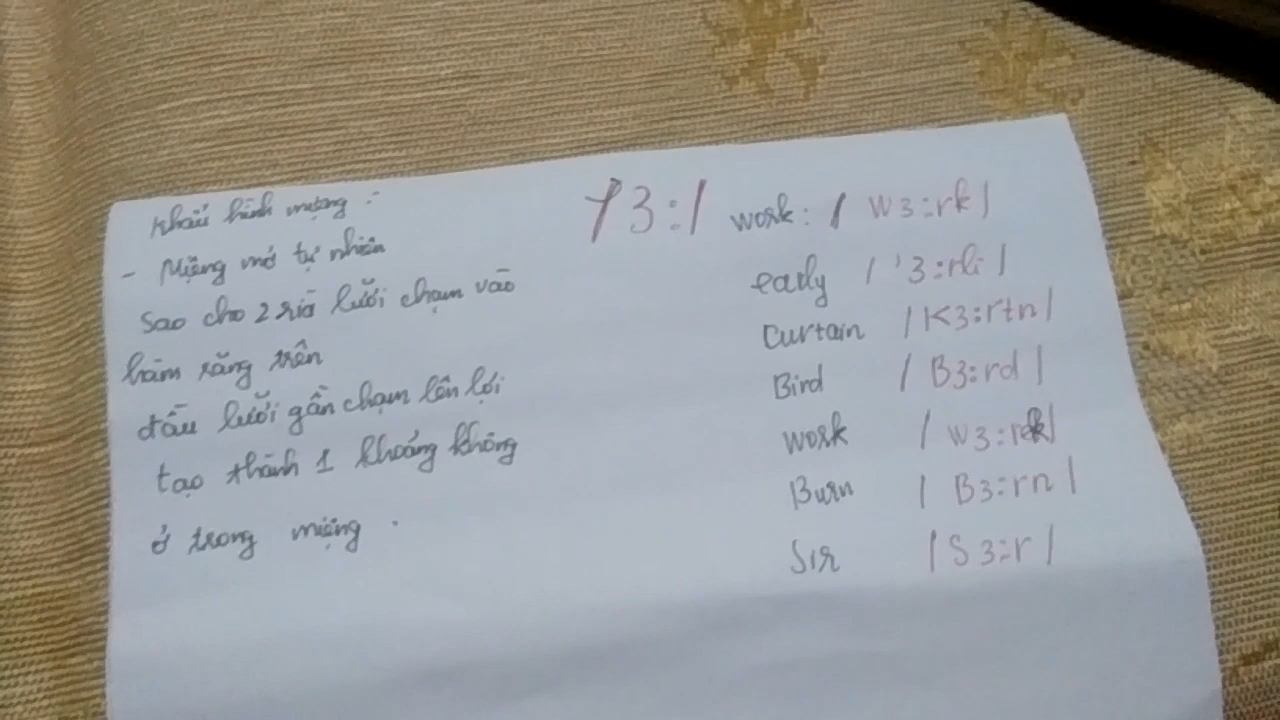 Khẩu hình miệng :
- Miệng mở tự nhiên
sao cho 2 rìa lưỡi chạm vào
hàm răng trên
đầu lưỡi gần chạm lên lợi
tạo thành 1 khoảng không
ở trong miệng .
/3:/
work: / W3:rk /
early / '3:rli /
Curtain / K3:rtn /
Bird / B3:rd /
work / W3:rk /
Burn / B3:rn /
Sir / S3:r /